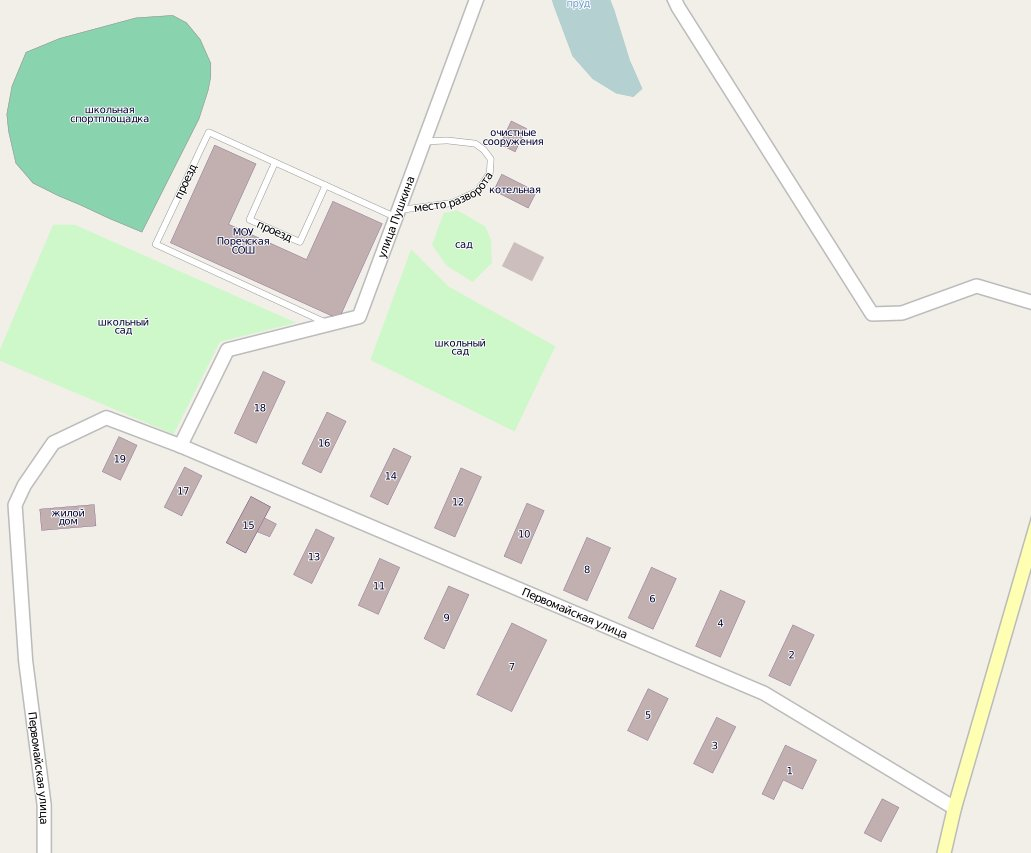 пруд
школьная
спортплощадка
очистные
сооружения
проезд
котельная
место разворота
улица Пушкина
проезд
МОУ
Поречская
СОШ
сад
школьный
сад
школьный
сад
18
16
19
14
17
12
жилой
дом
15
10
13
8
11
6
Первомайская улица
9
4
2
7
5
3
1
Первомайская улица